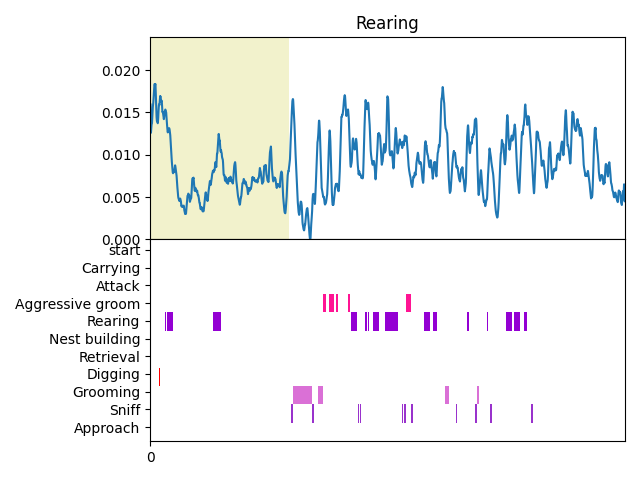 Rearing
0.020
0.015
0.010
0.005
0.000
start
Carrying
Attack
Aggressive groom
Rearing
Nest building
Retrieval
Digging
Grooming
Sniff
Approach
0